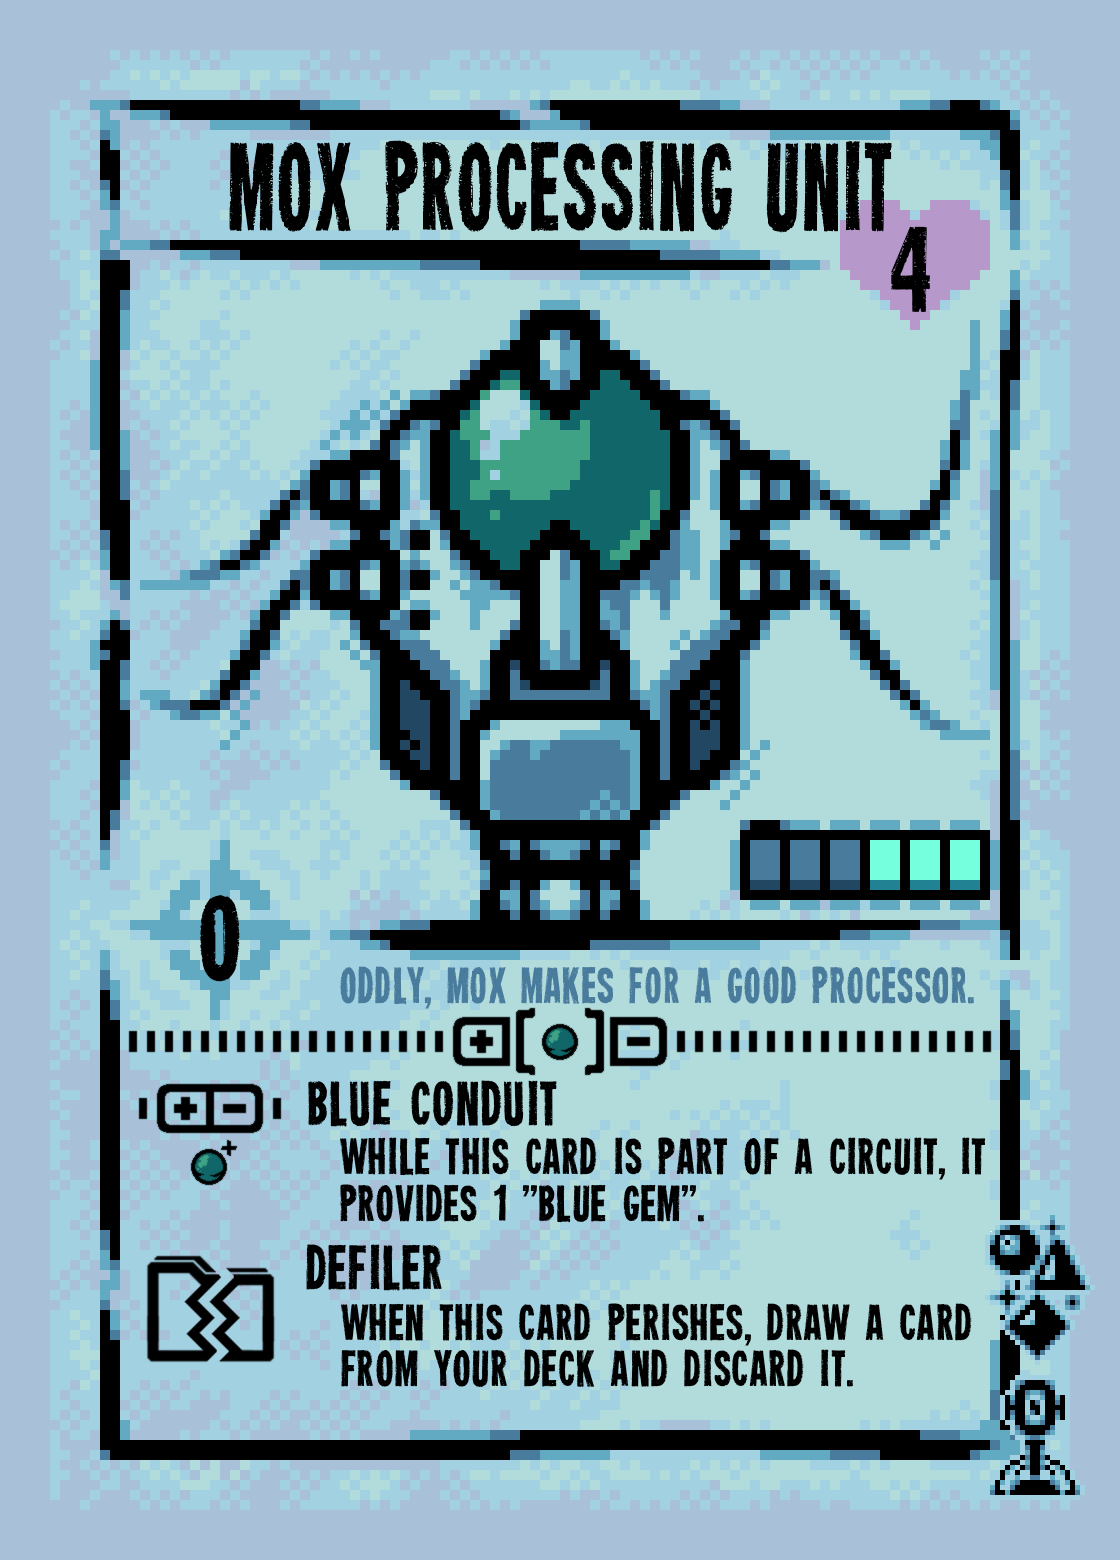 MOX PROCESSING UNIT
4
0
ODDLY, MOX MAKES FOR A GOOD PROCESSOR.
BLUE CONDUIT
WHILE THIS CARD IS PART OF A CIRCUIT, IT
PROVIDES 1 "BLUE GEM".
DEFILER
WHEN THIS CARD PERISHES, DRAW A CARD
FROM YOUR DECK AND DISCARD IT.